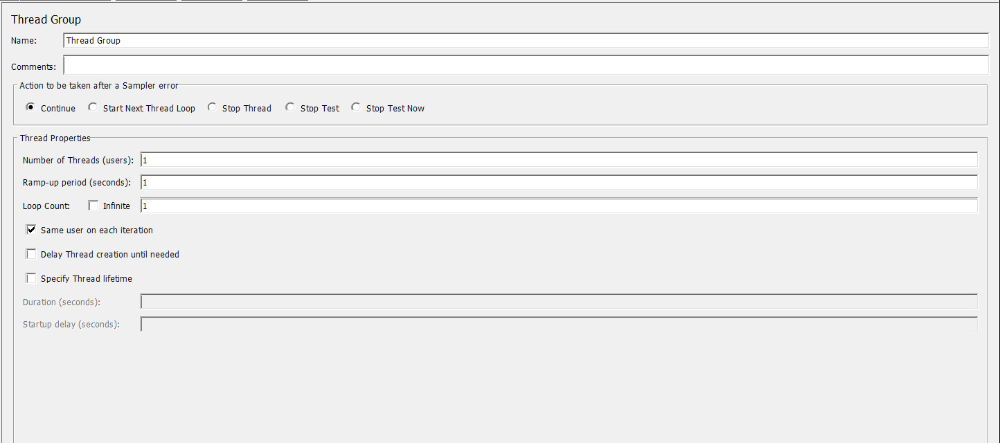 Thread Group
Name: Thread Group
Comments:
Action to be taken after a Sampler error
Continue Start Next Thread Loop Stop Thread Stop Test Stop Test Now
Thread Properties
Number of Threads (users): 1
Ramp-up period (seconds): 1
Loop Count: Infinite 1
Same user on each iteration
Delay Thread creation until needed
Specify Thread lifetime
Duration (seconds):
Startup delay (seconds):